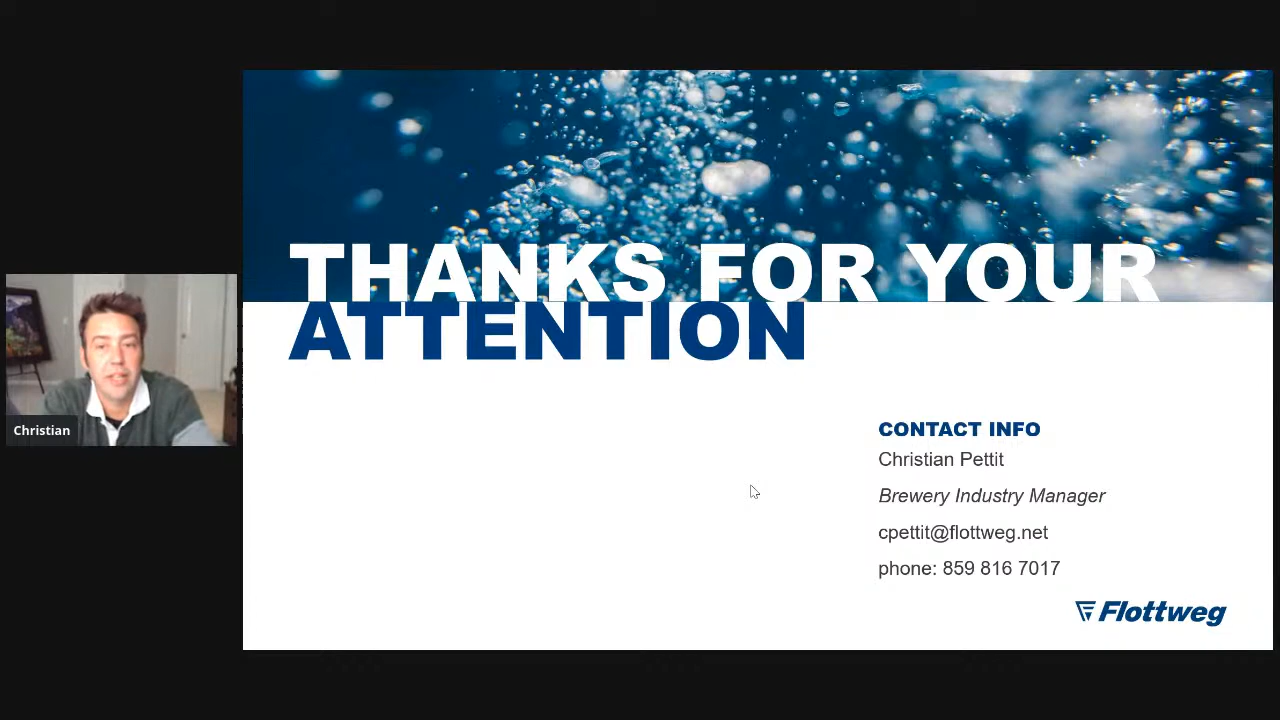 THANKS FOR YOUR
ATTENTION
Christian
CONTACT INFO
Christian Pettit
Brewery Industry Manager
cpettit@flottweg.net
phone: 859 816 7017
Flottweg